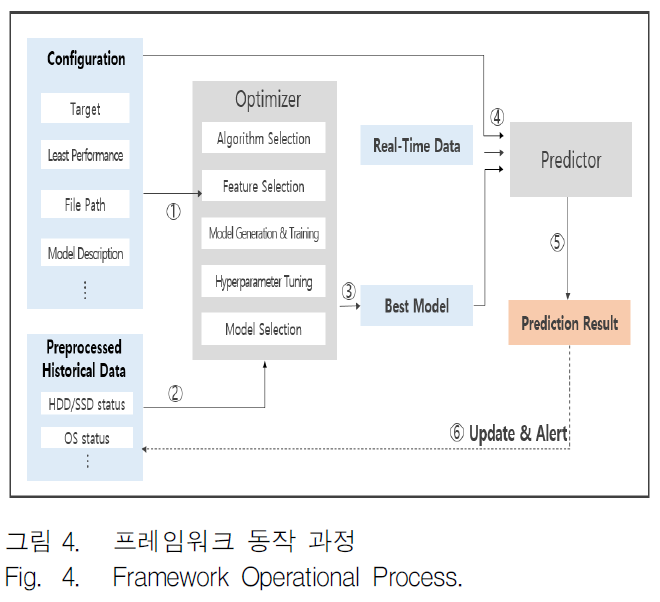 Configuration
Target
Least Performance
File Path
Model Description
⋮
①
Preprocessed
Historical Data
HDD/SSD status
OS status
⋮
②
Optimizer
Algorithm Selection
Feature Selection
Model Generation & Training
Hyperparameter Tuning
Model Selection
③
Real-Time Data
Best Model
④
Predictor
⑤
Prediction Result
⑥ Update & Alert
그림 4. 프레임워크 동작 과정
Fig. 4. Framework Operational Process.